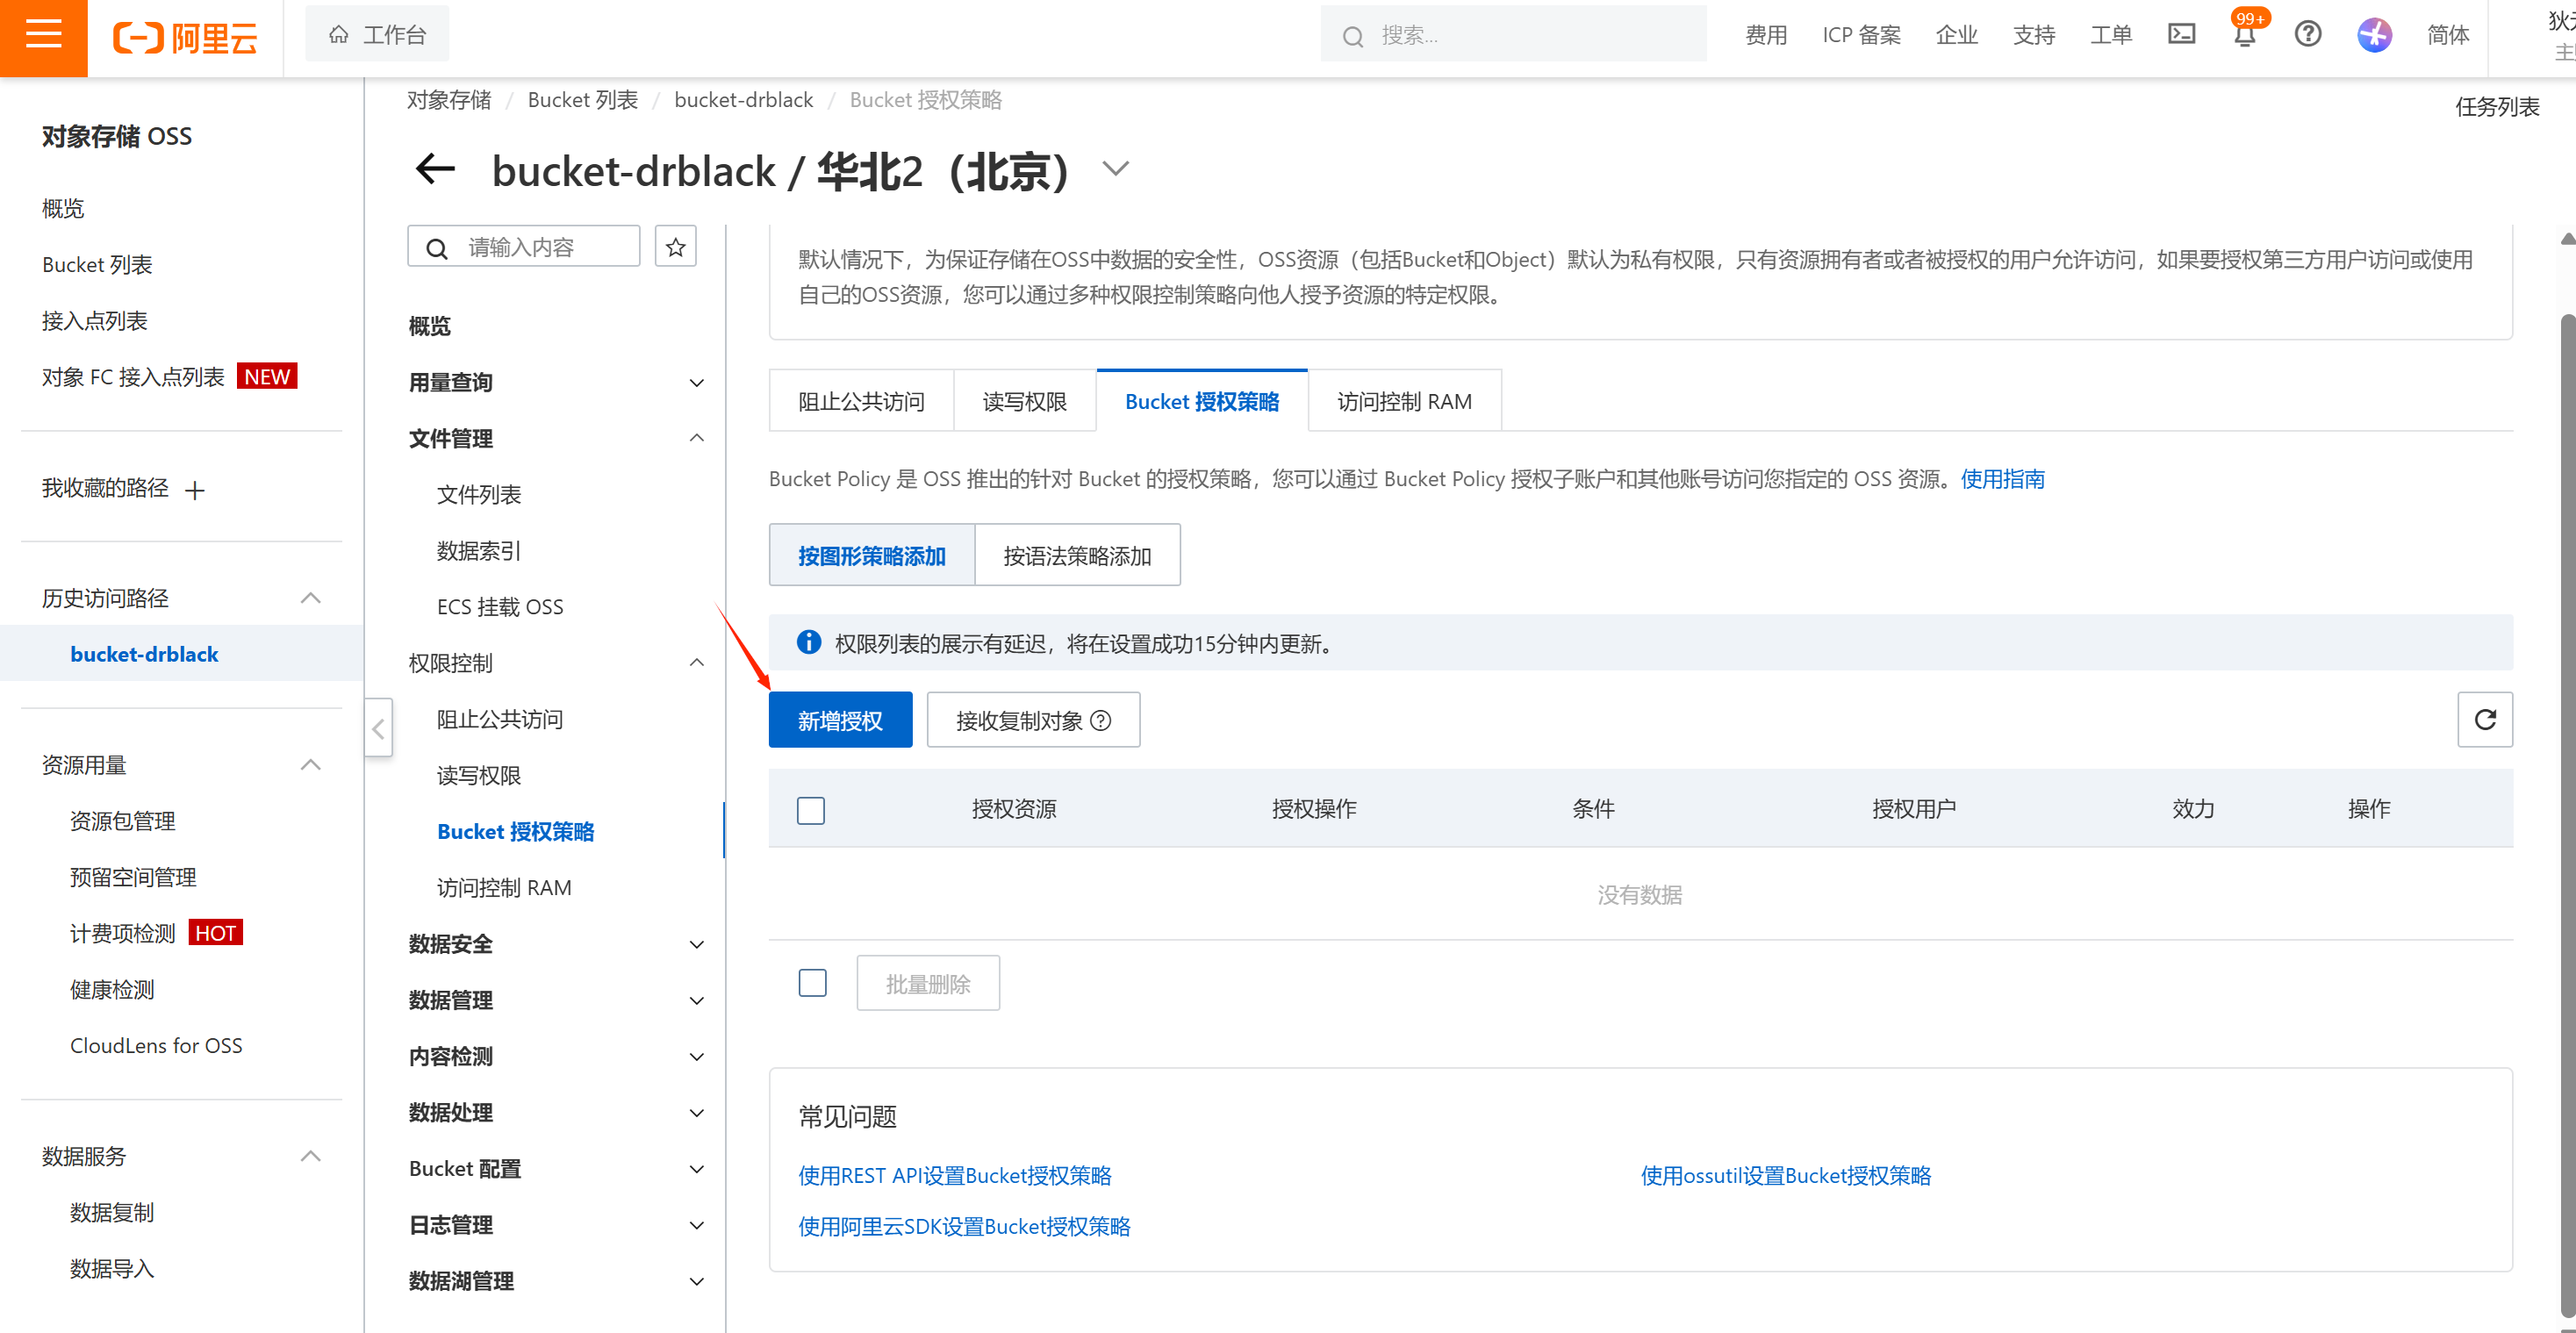 阿里云
工作台
搜索...
费用
ICP 备案
企业
支持
工单
99+
简体
任务列表
对象存储 OSS
概览
Bucket 列表
接入点列表
对象 FC 接入点列表 NEW
我收藏的路径
历史访问路径
bucket-drblack
资源用量
资源包管理
预留空间管理
计费项检测 HOT
健康检测
CloudLens for OSS
数据服务
数据复制
数据导入
对象存储 / Bucket 列表 / bucket-drblack / Bucket 授权策略
bucket-drblack / 华北2（北京）
请输入内容
概览
用量查询
文件管理
文件列表
数据索引
ECS 挂载 OSS
权限控制
阻止公共访问
读写权限
Bucket 授权策略
访问控制 RAM
数据安全
数据管理
内容检测
数据处理
Bucket 配置
日志管理
数据湖管理
默认情况下，为保证存储在OSS中数据的安全性，OSS资源（包括Bucket和Object）默认为私有权限，只有资源拥有者或者被授权的用户允许访问，如果要授权第三方用户访问或使用
自己的OSS资源，您可以通过多种权限控制策略向他人授予资源的特定权限。
阻止公共访问
读写权限
Bucket 授权策略
访问控制 RAM
Bucket Policy 是 OSS 推出的针对 Bucket 的授权策略，您可以通过 Bucket Policy 授权子账户和其他账号访问您指定的 OSS 资源。使用指南
按图形策略添加
按语法策略添加
权限列表的展示有延迟，将在设置成功15分钟内更新。
新增授权
接收复制对象
授权资源
授权操作
条件
授权用户
效力
操作
没有数据
批量删除
常见问题
使用REST API设置Bucket授权策略
使用ossutil设置Bucket授权策略
使用阿里云SDK设置Bucket授权策略